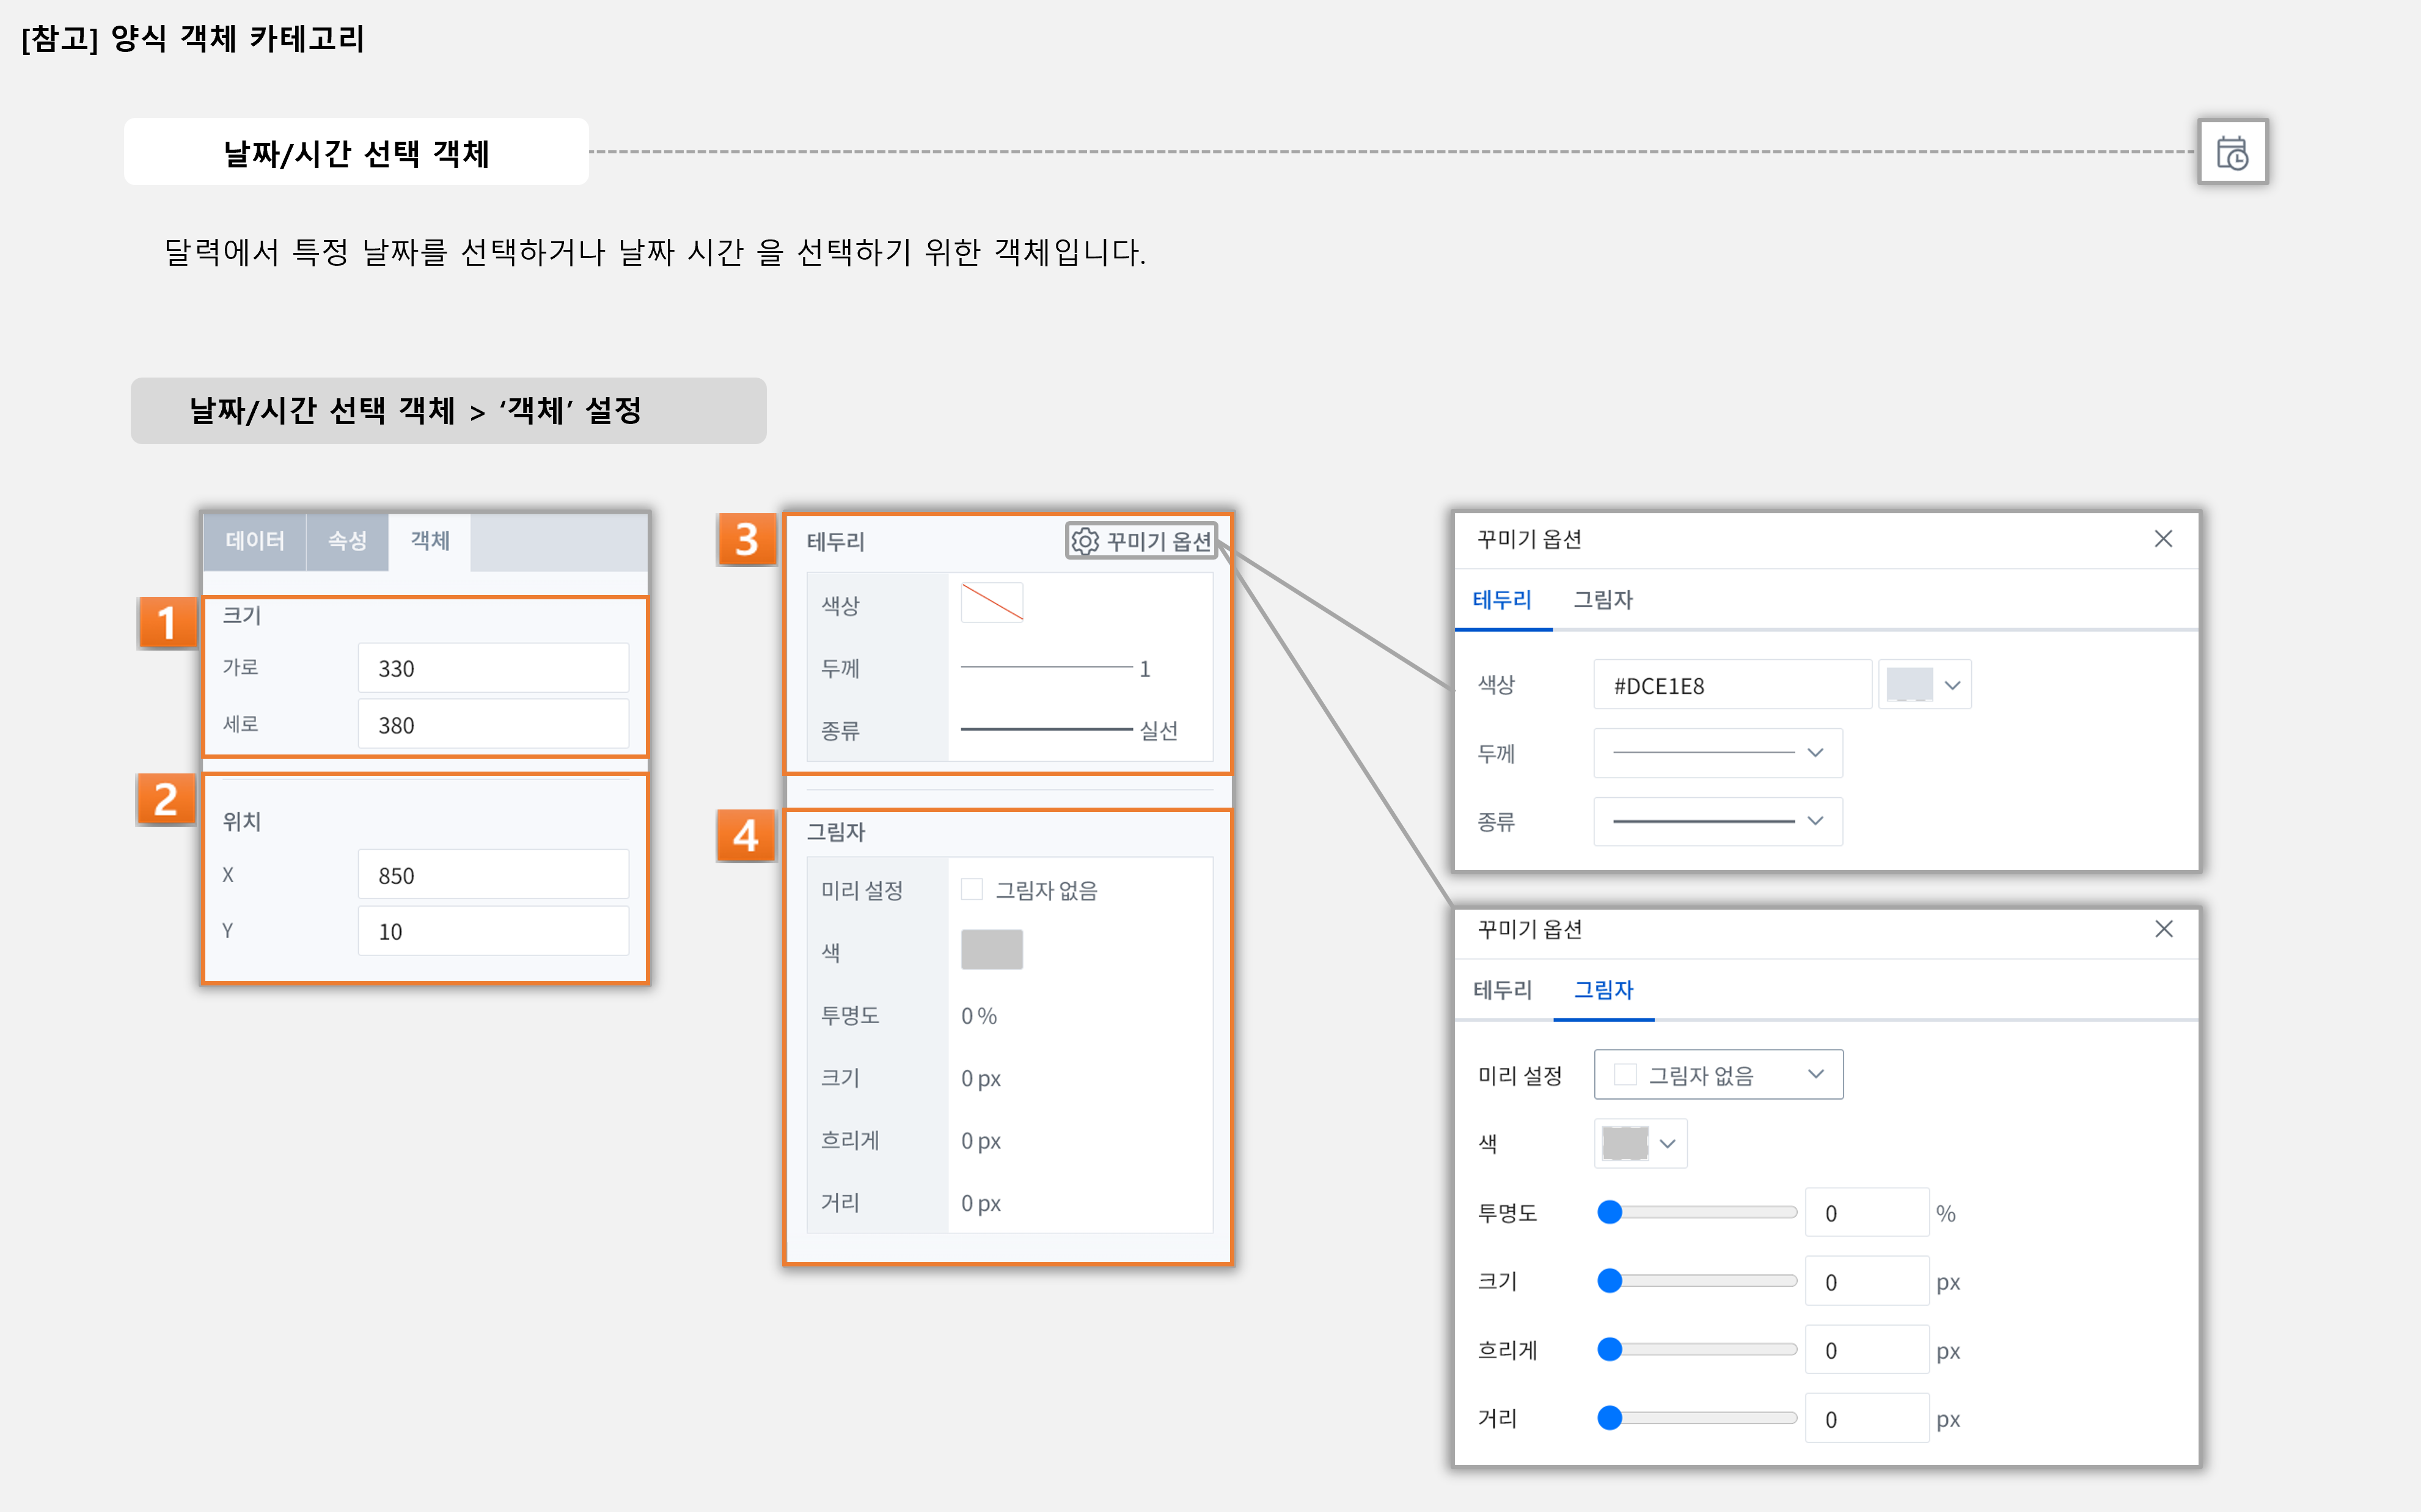 [참고] 양식 객체 카테고리
날짜/시간 선택 객체
달력에서 특정 날짜를 선택하거나 날짜 시간 을 선택하기 위한 객체입니다.
날짜/시간 선택 객체 > ‘객체’ 설정
데이터 속성 객체
1
크기
가로 330
세로 380
2
위치
X 850
Y 10
3
테두리 꾸미기 옵션
색상
두께 1
종류 실선
4
그림자
미리 설정 그림자 없음
색
투명도 0 %
크기 0 px
흐리게 0 px
거리 0 px
꾸미기 옵션
테두리 그림자
색상 #DCE1E8
두께
종류
꾸미기 옵션
테두리 그림자
미리 설정 그림자 없음
색
투명도 0 %
크기 0 px
흐리게 0 px
거리 0 px